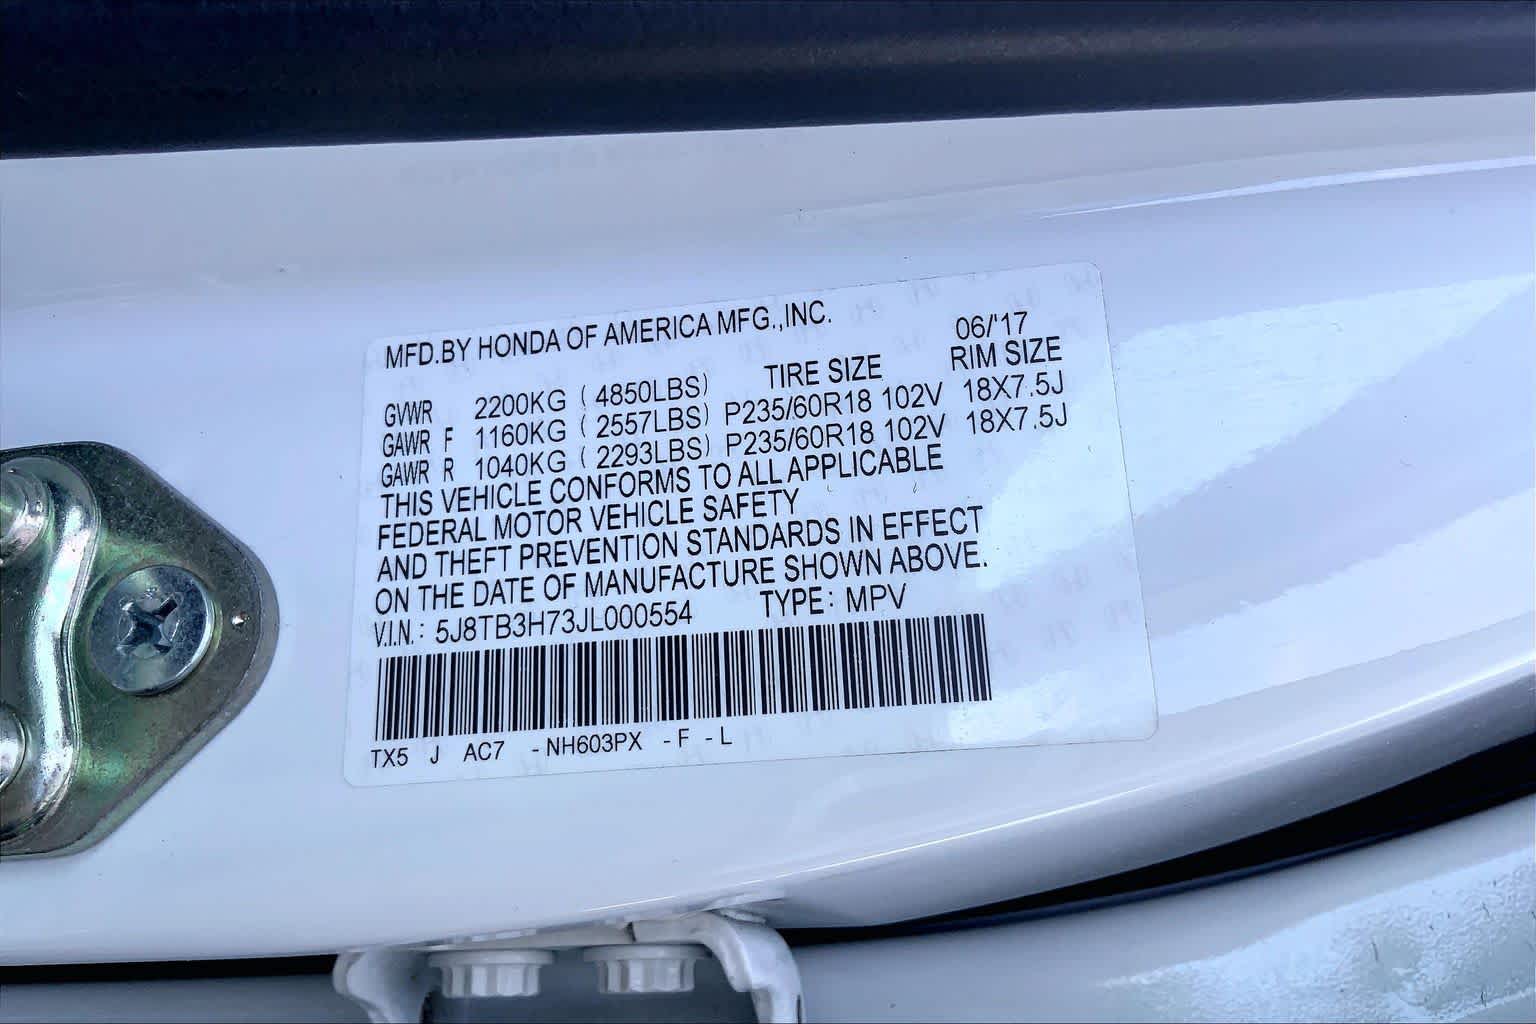 MFD.BY HONDA OF AMERICA MFG.,INC. 06/'17
TIRE SIZE RIM SIZE
GVWR 2200KG ( 4850LBS)
GAWR F 1160KG ( 2557LBS) P235/60R18 102V 18X7.5J
GAWR R 1040KG ( 2293LBS) P235/60R18 102V 18X7.5J
THIS VEHICLE CONFORMS TO ALL APPLICABLE
FEDERAL MOTOR VEHICLE SAFETY
AND THEFT PREVENTION STANDARDS IN EFFECT
ON THE DATE OF MANUFACTURE SHOWN ABOVE.
V.I.N.: 5J8TB3H73JL000554 TYPE: MPV
TX5 J AC7 -NH603PX -F -L